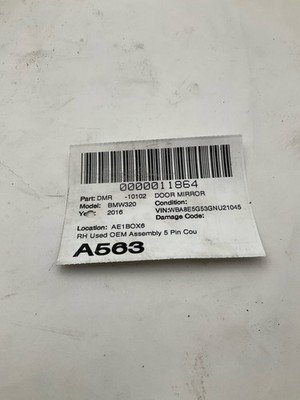 0000011864
Part: DMR -10102 DOOR MIRROR
Model: BMW320 Condition:
2016 VIN:WBA8E5G53GNU21045
Damage Code:
Location: AE1BOX6
RH Used OEM Assembly 5 Pin Cou
A563